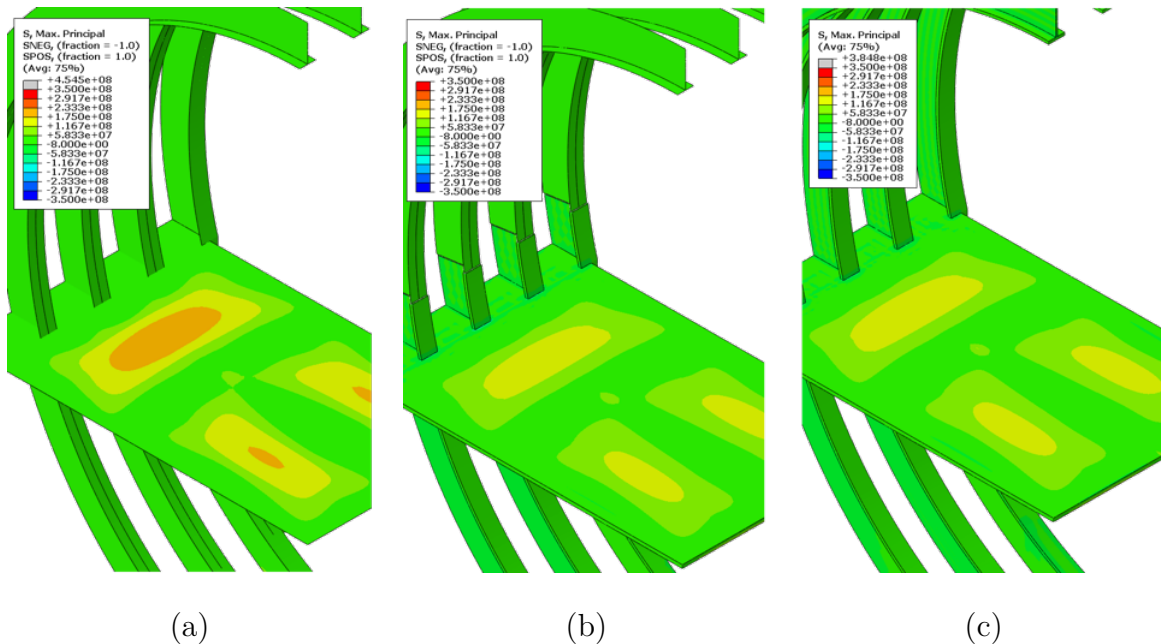 S, Max. Principal
SNEG, (fraction = -1.0)
SPOS, (fraction = 1.0)
(Avg: 75%)
+4.545e+08
+3.500e+08
+2.917e+08
+2.333e+08
+1.750e+08
+1.167e+08
+5.833e+07
-8.000e+00
-5.833e+07
-1.167e+08
-1.750e+08
-2.333e+08
-2.917e+08
-3.500e+08
S, Max. Principal
SNEG, (fraction = -1.0)
SPOS, (fraction = 1.0)
(Avg: 75%)
+3.500e+08
+2.917e+08
+2.333e+08
+1.750e+08
+1.167e+08
+5.833e+07
-8.000e+00
-5.833e+07
-1.167e+08
-1.750e+08
-2.333e+08
-2.917e+08
-3.500e+08
S, Max. Principal
(Avg: 75%)
+3.848e+08
+3.500e+08
+2.917e+08
+2.333e+08
+1.750e+08
+1.167e+08
+5.833e+07
-8.000e+00
-5.833e+07
-1.167e+08
-1.750e+08
-2.333e+08
-2.917e+08
-3.500e+08
(a)
(b)
(c)